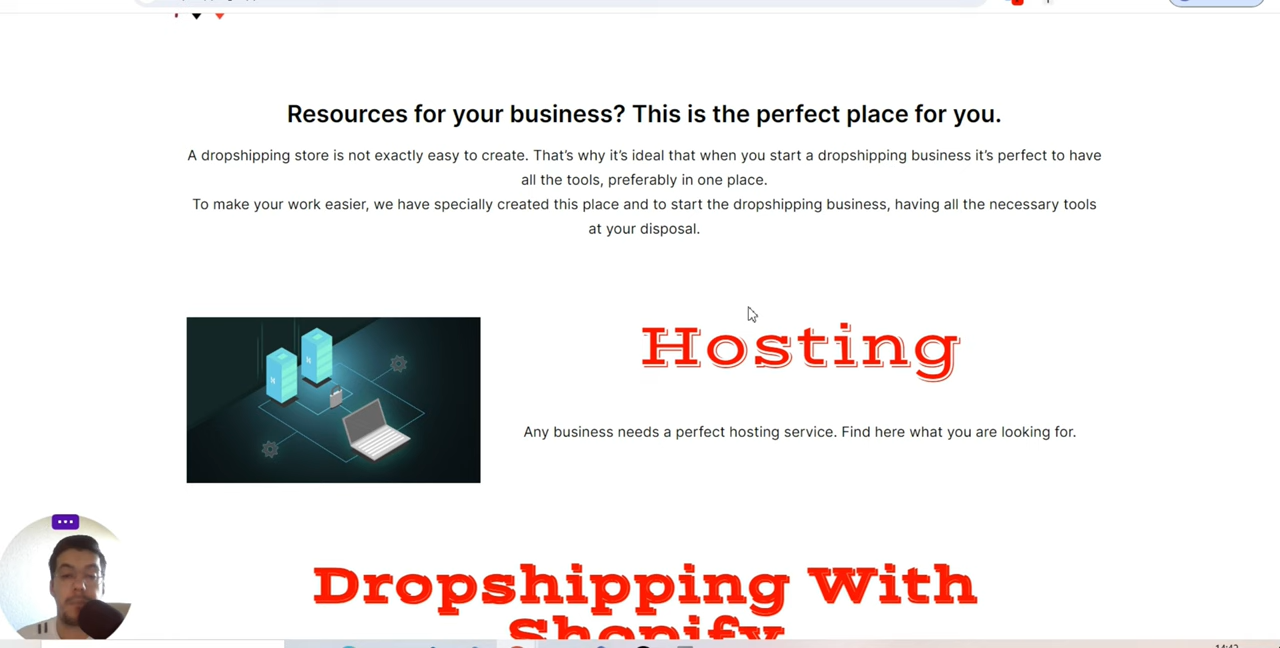 Resources for your business? This is the perfect place for you.
A dropshipping store is not exactly easy to create. That's why it's ideal that when you start a dropshipping business it's perfect to have
all the tools, preferably in one place.
To make your work easier, we have specially created this place and to start the dropshipping business, having all the necessary tools
at your disposal.
Hosting
Any business needs a perfect hosting service. Find here what you are looking for.
Dropshipping With
Shopify